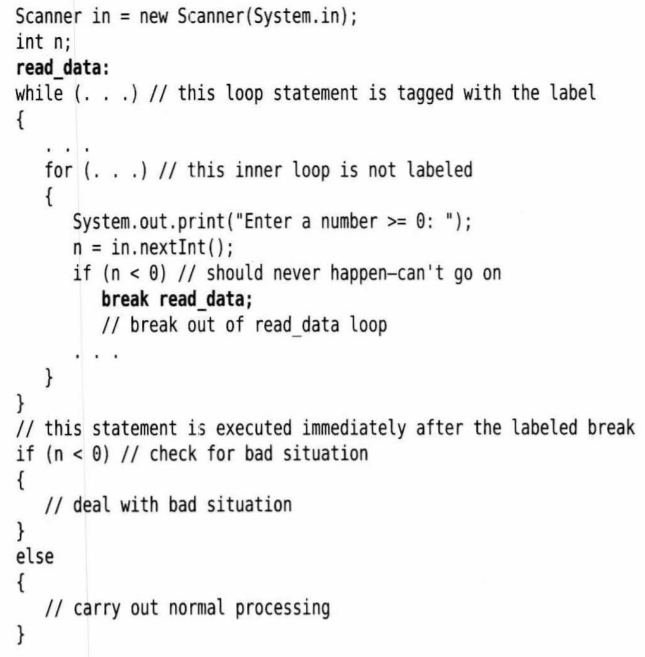 Scanner in = new Scanner(System.in);
int n;
read_data:
while (. . .) // this loop statement is tagged with the label
{
   . . .
   for (. . .) // this inner loop is not labeled
   {
      System.out.print("Enter a number >= 0: ");
      n = in.nextInt();
      if (n < 0) // should never happen—can't go on
         break read_data;
         // break out of read_data loop
      . . .
   }
}
// this statement is executed immediately after the labeled break
if (n < 0) // check for bad situation
{
   // deal with bad situation
}
else
{
   // carry out normal processing
}